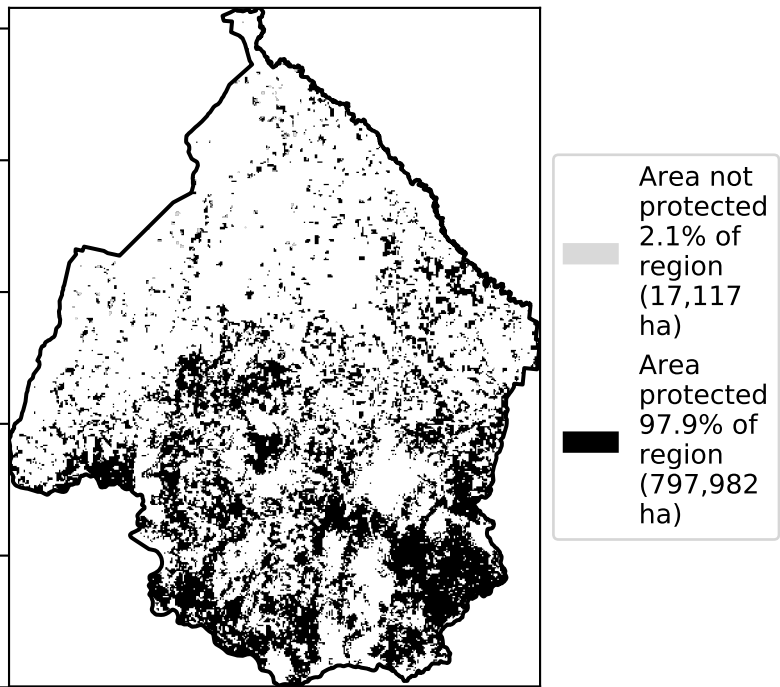 Area not
protected
2.1% of
region
(17,117
ha)
Area
protected
97.9% of
region
(797,982
ha)